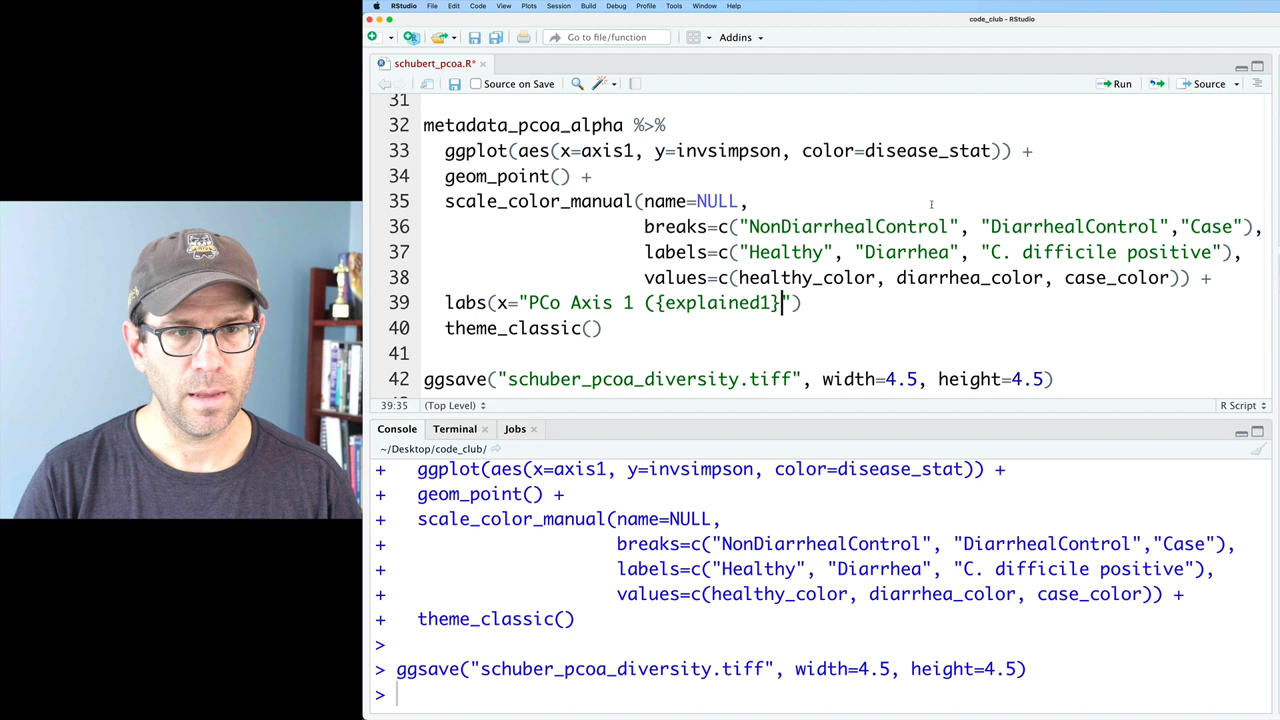 RStudio File Edit Code View Plots Session Build Debug Profile Tools Window Help
code_club - RStudio
Go to file/function Addins
schubert_pcoa.R*
Source on Save Run Source
31
32 metadata_pcoa_alpha %>%
33 ggplot(aes(x=axis1, y=invsimpson, color=disease_stat)) +
34 geom_point() +
35 scale_color_manual(name=NULL,
36 breaks=c("NonDiarrhealControl", "DiarrhealControl","Case"),
37 labels=c("Healthy", "Diarrhea", "C. difficile positive"),
38 values=c(healthy_color, diarrhea_color, case_color)) +
39 labs(x="PCo Axis 1 ({explained1}")
40 theme_classic()
41
42 ggsave("schuber_pcoa_diversity.tiff", width=4.5, height=4.5)
39:35 (Top Level) R Script
Console Terminal Jobs
~/Desktop/code_club/
+ ggplot(aes(x=axis1, y=invsimpson, color=disease_stat)) +
+ geom_point() +
+ scale_color_manual(name=NULL,
+ breaks=c("NonDiarrhealControl", "DiarrhealControl","Case"),
+ labels=c("Healthy", "Diarrhea", "C. difficile positive"),
+ values=c(healthy_color, diarrhea_color, case_color)) +
+ theme_classic()
>
> ggsave("schuber_pcoa_diversity.tiff", width=4.5, height=4.5)
>